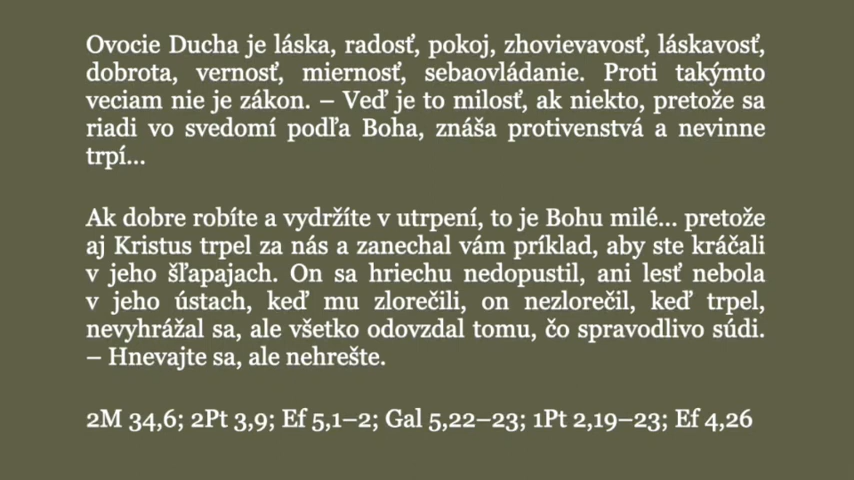 Ovocie Ducha je láska, radosť, pokoj, zhovievavosť, láskavosť,
dobrota, vernosť, miernosť, sebaovládanie. Proti takýmto
veciam nie je zákon. – Veď je to milosť, ak niekto, pretože sa
riadi vo svedomí podľa Boha, znáša protivenstvá a nevinne
trpí...
Ak dobre robíte a vydržíte v utrpení, to je Bohu milé... pretože
aj Kristus trpel za nás a zanechal vám príklad, aby ste kráčali
v jeho šľapajach. On sa hriechu nedopustil, ani lesť nebola
v jeho ústach, keď mu zlorečili, on nezlorečil, keď trpel,
nevyhrážal sa, ale všetko odovzdal tomu, čo spravodlivo súdi.
– Hnevajte sa, ale nehrešte.
2M 34,6; 2Pt 3,9; Ef 5,1–2; Gal 5,22–23; 1Pt 2,19–23; Ef 4,26